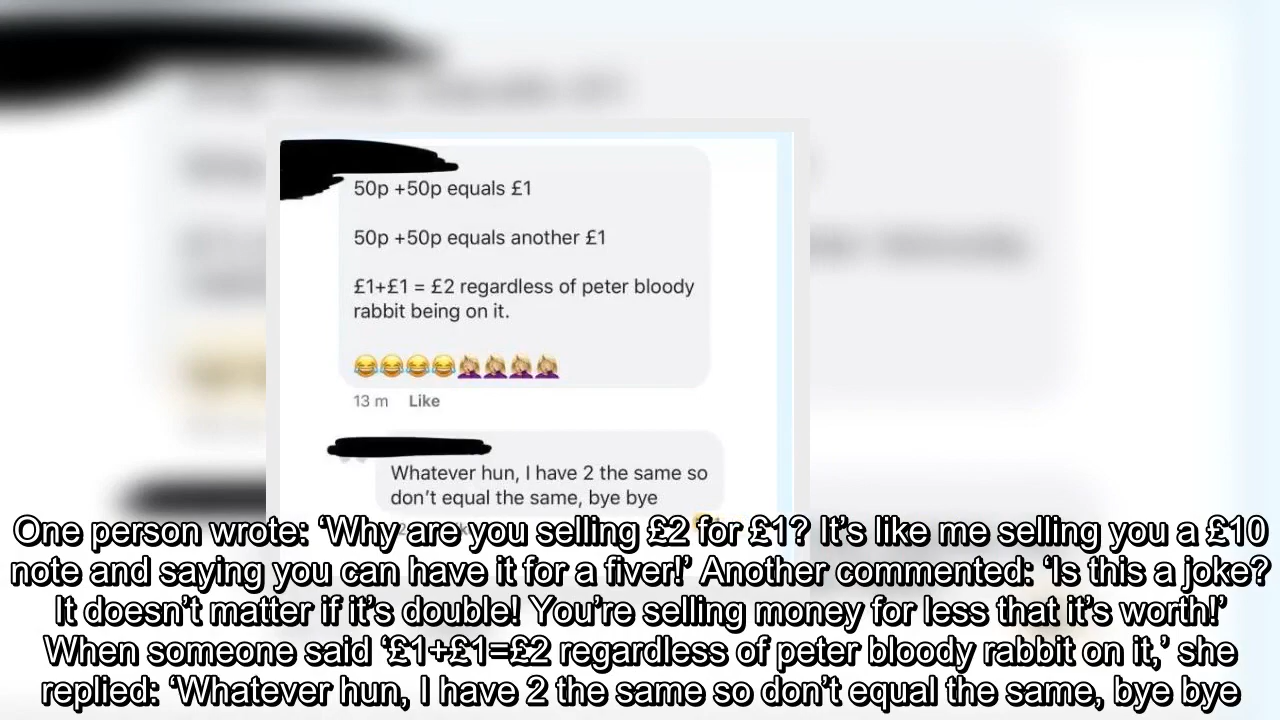 50p +50p equals £1
50p +50p equals another £1
£1+£1 = £2 regardless of peter bloody
rabbit being on it.
😂😂😂😂🤦🏼‍♀️🤦🏼‍♀️🤦🏼‍♀️🤦🏼‍♀️
13 m Like
Whatever hun, I have 2 the same so
don't equal the same, bye bye
One person wrote: ‘Why are you selling £2 for £1? It’s like me selling you a £10
note and saying you can have it for a fiver!’ Another commented: ‘Is this a joke?
It doesn’t matter if it’s double! You’re selling money for less that it’s worth!’
When someone said ‘£1+£1=£2 regardless of peter bloody rabbit on it,’ she
replied: ‘Whatever hun, I have 2 the same so don’t equal the same, bye bye